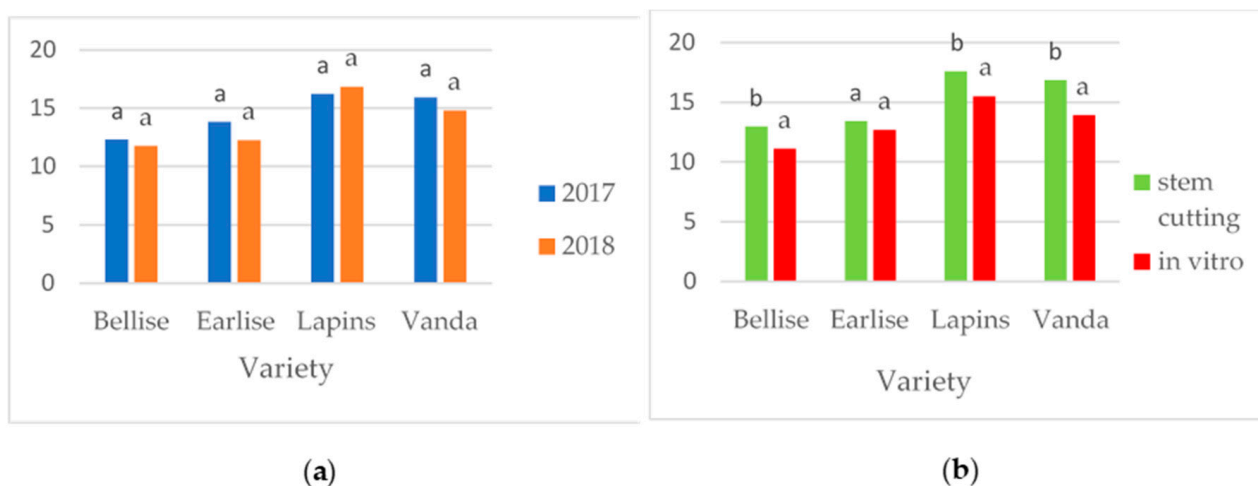 20
15
10
5
0
a a a a a a a a
Bellise Earlise Lapins Vanda
Variety
2017
2018
(a)
20
15
10
5
0
b a a a b a b a
Bellise Earlise Lapins Vanda
Variety
stem
cutting
in vitro
(b)